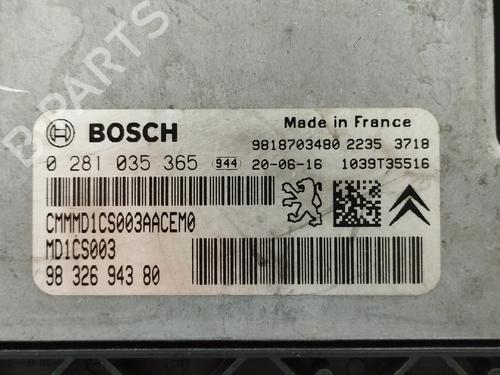 BOSCH
Made in France
9818703480 2235 3718
0 281 035 365 944 20-06-16 1039T35516
CMMMD1CS003AACEM0
MD1CS003
98 326 943 80
B PARTS